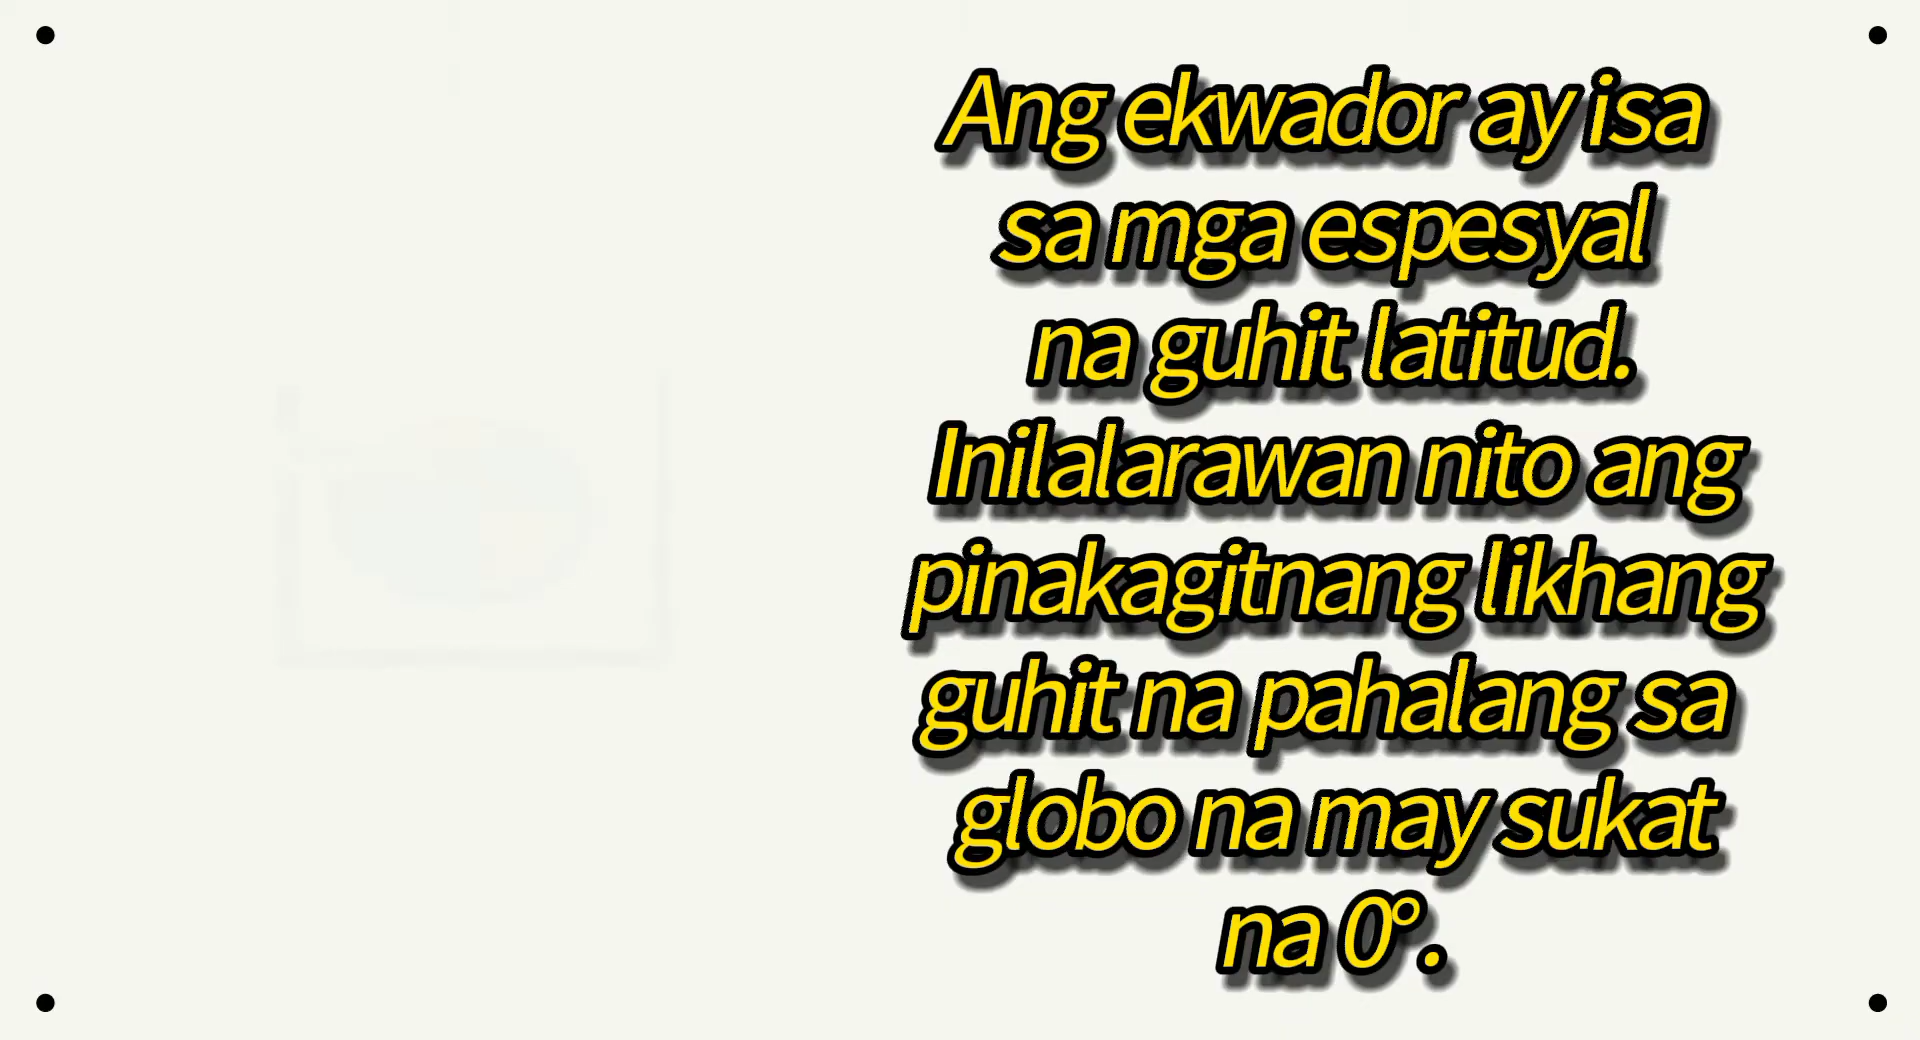 Ang ekwador ay isa
sa mga espesyal
na guhit latitud.
Inilalarawan nito ang
pinakagitnang likhang
guhit na pahalang sa
globo na may sukat
na 0°.